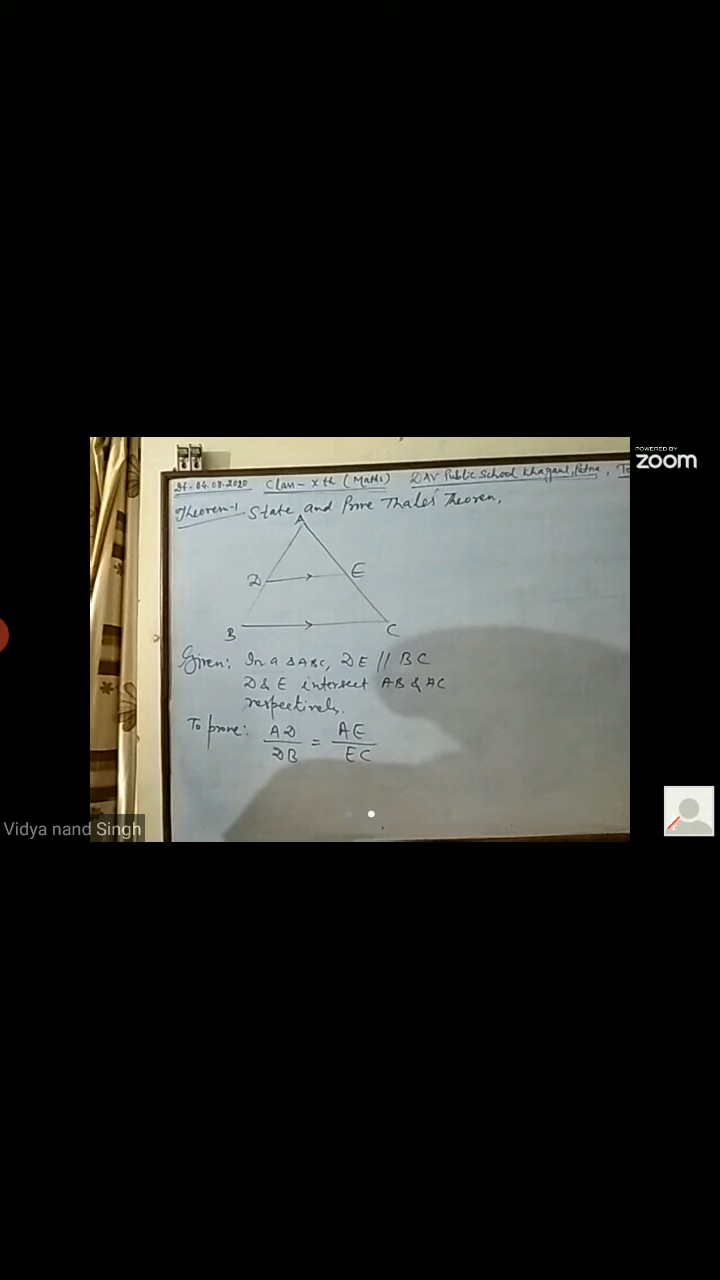 POWERED BY
zoom
Dt-04.08.2020 Class- Xth (Maths) DAV Public School Khagaul, Patna,
Theorem-1 State and Prove Thales' Theorem.
A
D E
B C
Given: In a ΔABC, DE // BC
D & E intersect AB & AC
respectively.
To prove: AD/DB = AE/EC
Vidya nand Singh